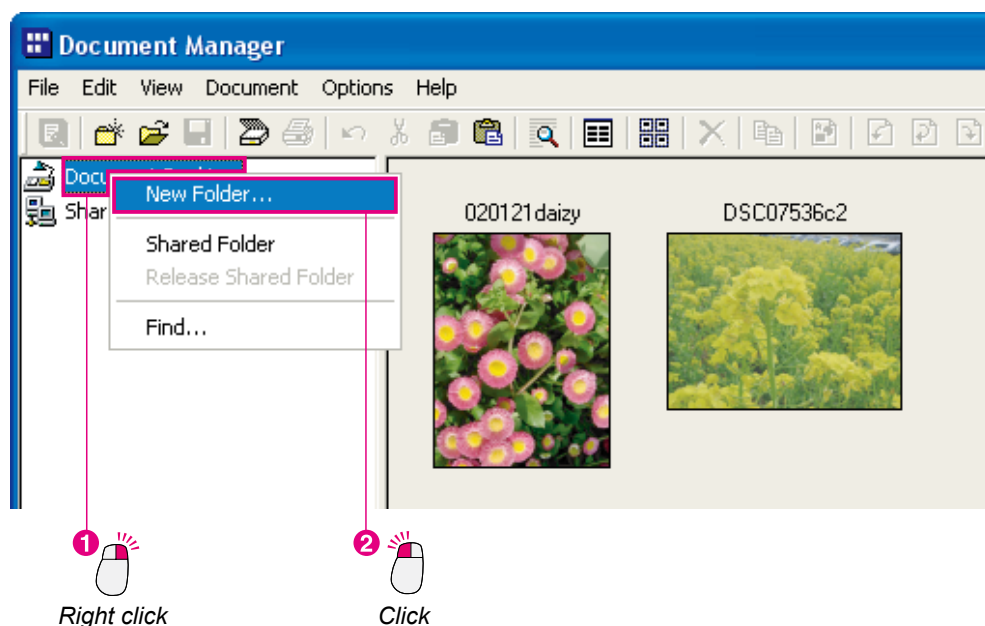 Document Manager
File Edit View Document Options Help
New Folder...
Shared Folder
Release Shared Folder
Find...
020121daizy DSC07536c2
1 2
Right click Click